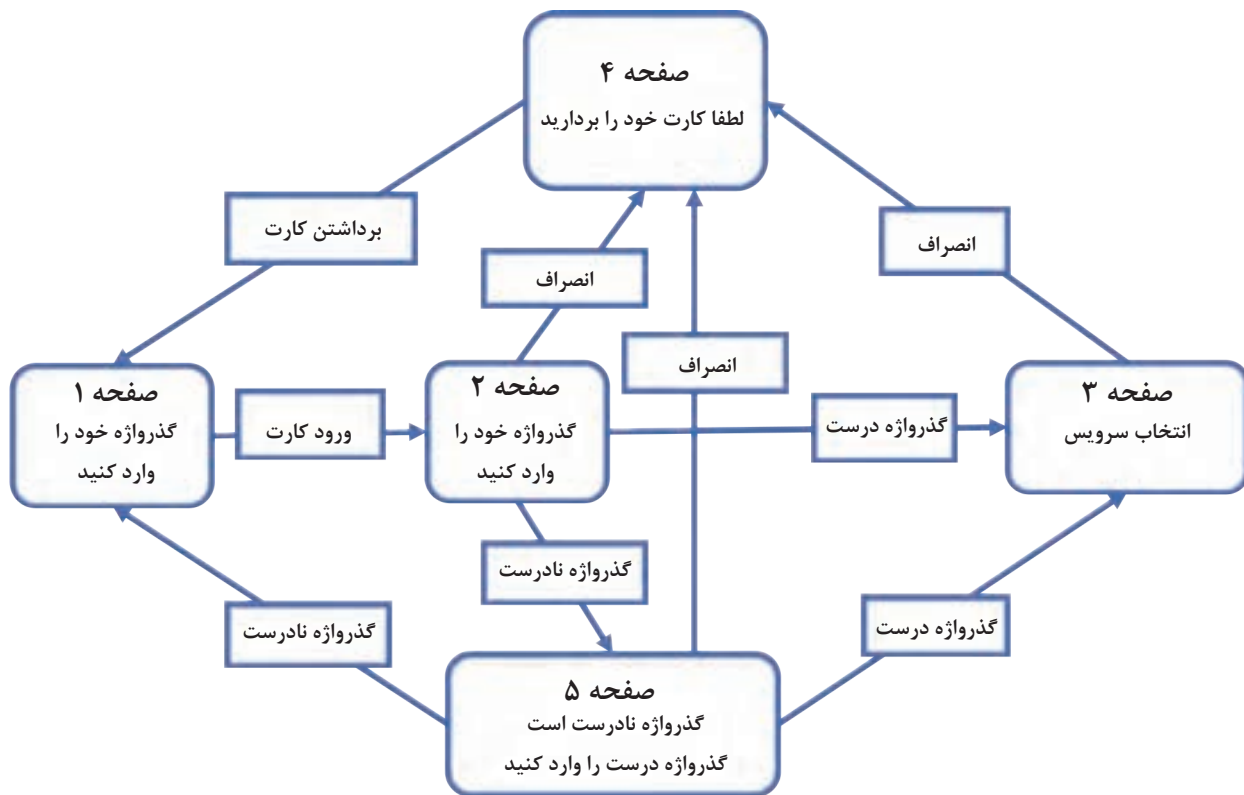 صفحه ۴
لطفا کارت خود را بردارید
برداشتن کارت
انصراف
انصراف
انصراف
صفحه ۱
گذرواژه خود را
وارد کنید
ورود کارت
صفحه ۲
گذرواژه خود را
وارد کنید
گذرواژه درست
صفحه ۳
انتخاب سرویس
گذرواژه نادرست
گذرواژه نادرست
گذرواژه درست
صفحه ۵
گذرواژه نادرست است
گذرواژه درست را وارد کنید